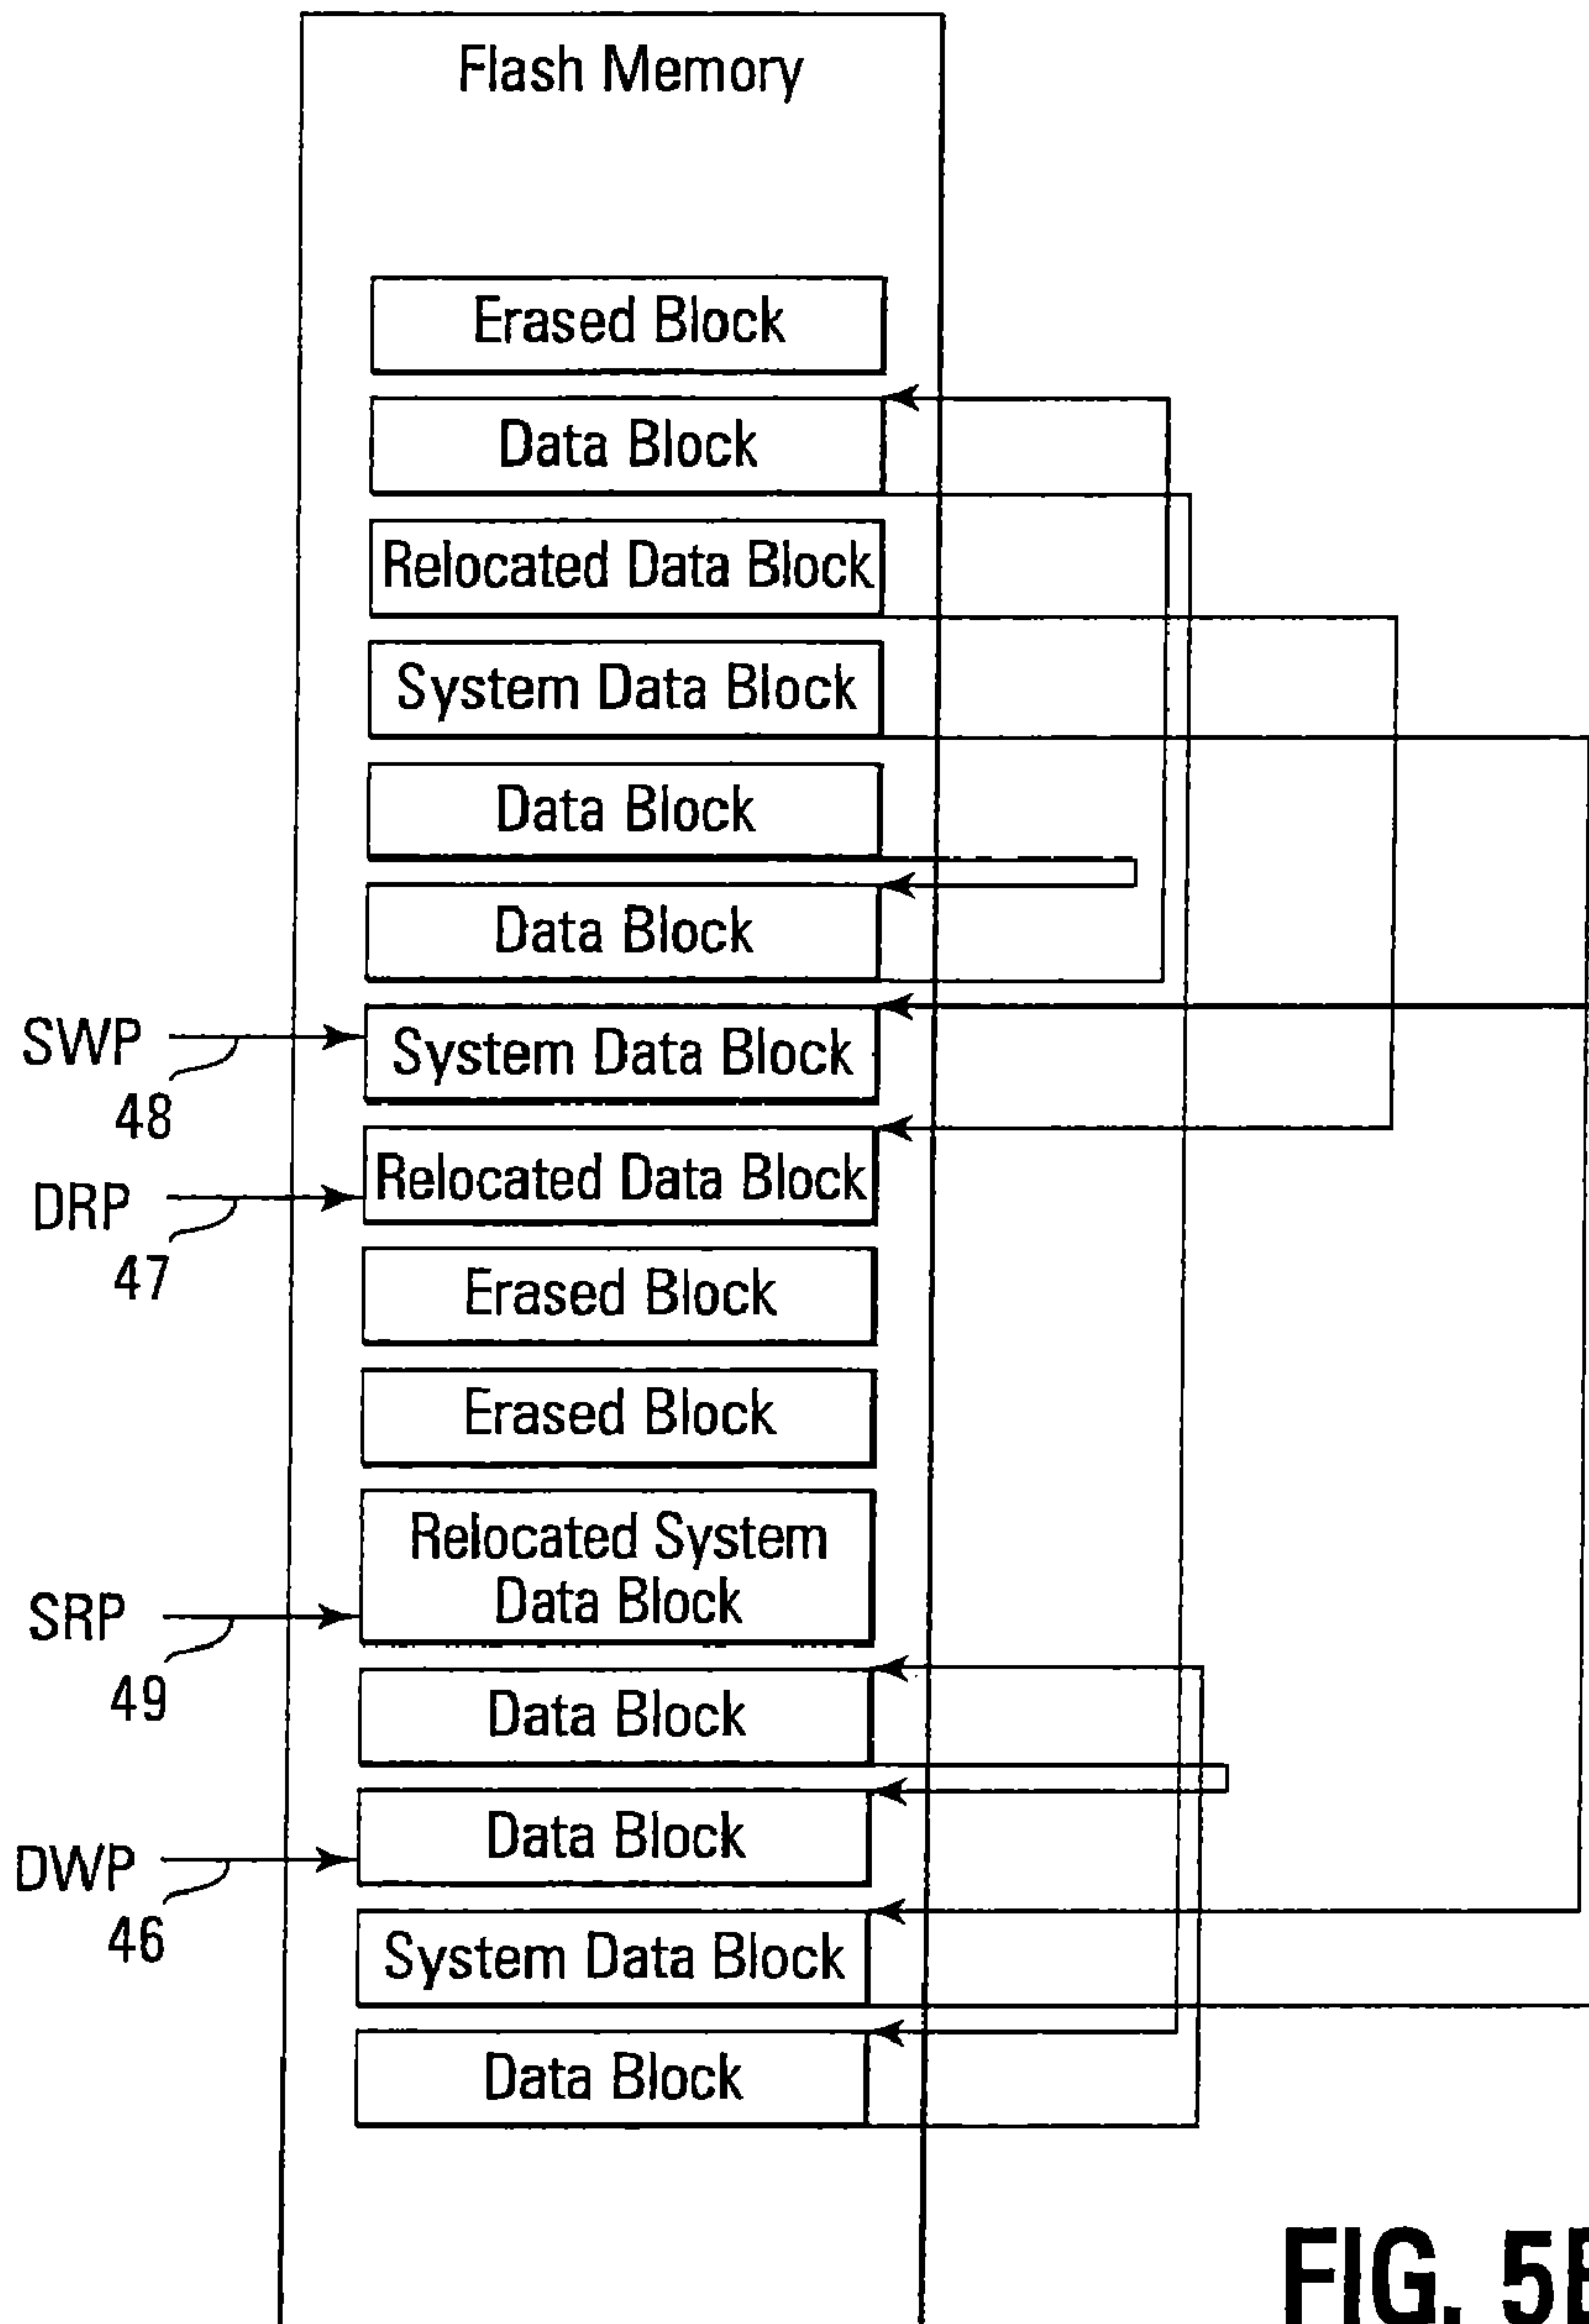 Flash Memory
Erased Block
Data Block
Relocated Data Block
System Data Block
Data Block
Data Block
SWP
48
System Data Block
DRP
47
Relocated Data Block
Erased Block
Erased Block
Relocated System
Data Block
SRP
49
Data Block
DWP
46
Data Block
System Data Block
Data Block
FIG. 5